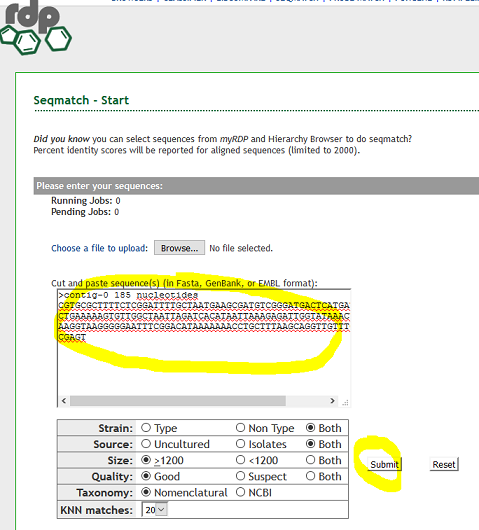 rdp
Seqmatch - Start
Did you know you can select sequences from myRDP and Hierarchy Browser to do seqmatch?
Percent identity scores will be reported for aligned sequences (limited to 2000).
Please enter your sequences:
Running Jobs: 0
Pending Jobs: 0
Choose a file to upload: Browse... No file selected.
Cut and paste sequence(s) (in Fasta, GenBank, or EMBL format):
>contig-0 185 nucleotides
CGTGCGCTTTTCTCGGATTTTGCTAATGAAGCGATGTCGGGATGACTCATGA
CTGAAAAAGTGTTGGCTAATTAGATCACATAATTAAAGAGATTGGTATAAAC
AAGGTAAGGGGGAATTTCGGACATAAAAAAACCTGCTTTAAGCAGGTTGTTT
CGAGT
Strain: Type Non Type Both
Source: Uncultured Isolates Both
Size: >1200 <1200 Both
Quality: Good Suspect Both
Taxonomy: Nomenclatural NCBI
KNN matches: 20
Submit Reset